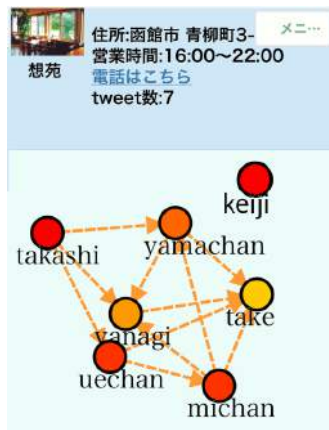 住所:函館市 青柳町3-
メニ…
営業時間:16:00〜22:00
電話はこちら
tweet数:7
想苑
keiji
yamachan
takashi
take
yanagi
uechan
michan